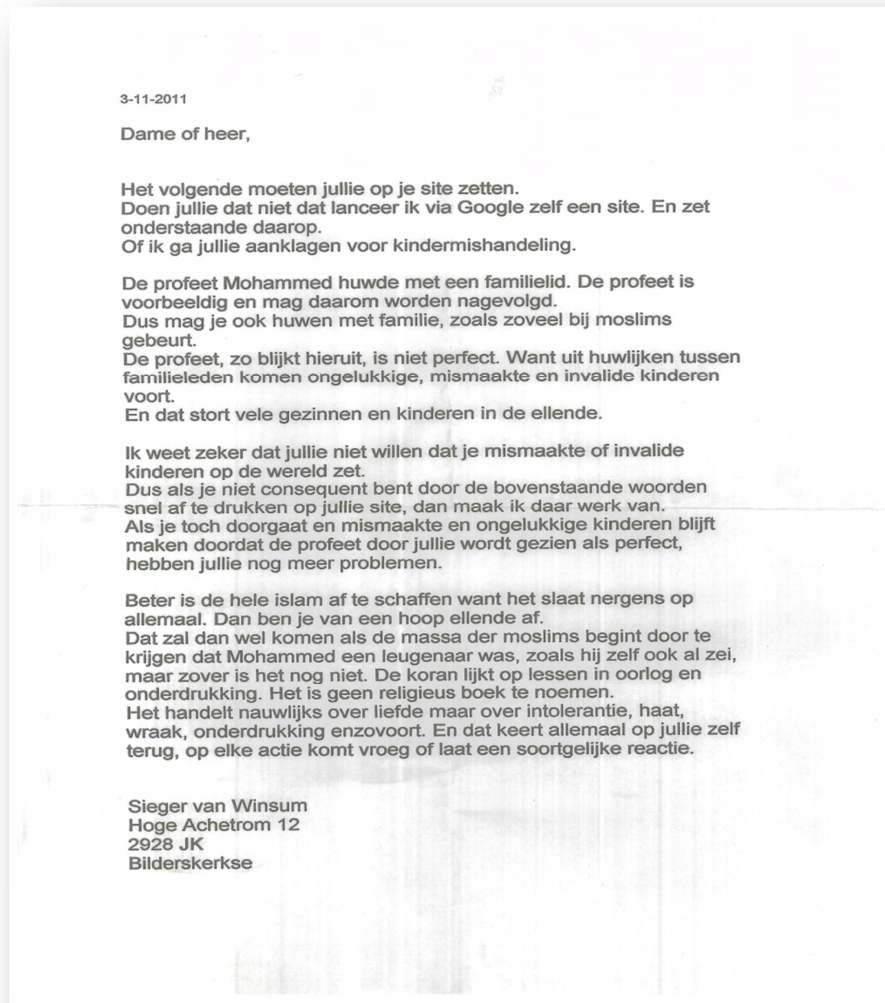 3-11-2011
Dame of heer,
Het volgende moeten jullie op je site zetten.
Doen jullie dat niet dat lanceer ik via Google zelf een site. En zet
onderstaande daarop.
Of ik ga jullie aanklagen voor kindermishandeling.
De profeet Mohammed huwde met een familielid. De profeet is
voorbeeldig en mag daarom worden nagevolgd.
Dus mag je ook huwen met familie, zoals zoveel bij moslims
gebeurt.
De profeet, zo blijkt hieruit, is niet perfect. Want uit huwlijken tussen
familieleden komen ongelukkige, mismaakte en invalide kinderen
voort.
En dat stort vele gezinnen en kinderen in de ellende.
Ik weet zeker dat jullie niet willen dat je mismaakte of invalide
kinderen op de wereld zet.
Dus als je niet consequent bent door de bovenstaande woorden
snel af te drukken op jullie site, dan maak ik daar werk van.
Als je toch doorgaat en mismaakte en ongelukkige kinderen blijft
maken doordat de profeet door jullie wordt gezien als perfect,
hebben jullie nog meer problemen.
Beter is de hele islam af te schaffen want het slaat nergens op
allemaal. Dan ben je van een hoop ellende af.
Dat zal dan wel komen als de massa der moslims begint door te
krijgen dat Mohammed een leugenaar was, zoals hij zelf ook al zei,
maar zover is het nog niet. De koran lijkt op lessen in oorlog en
onderdrukking. Het is geen religieus boek te noemen.
Het handelt nauwlijks over liefde maar over intolerantie, haat,
wraak, onderdrukking enzovoort. En dat keert allemaal op jullie zelf
terug, op elke actie komt vroeg of laat een soortgelijke reactie.
Sieger van Winsum
Hoge Achetrom 12
2928 JK
Bilderskerkse